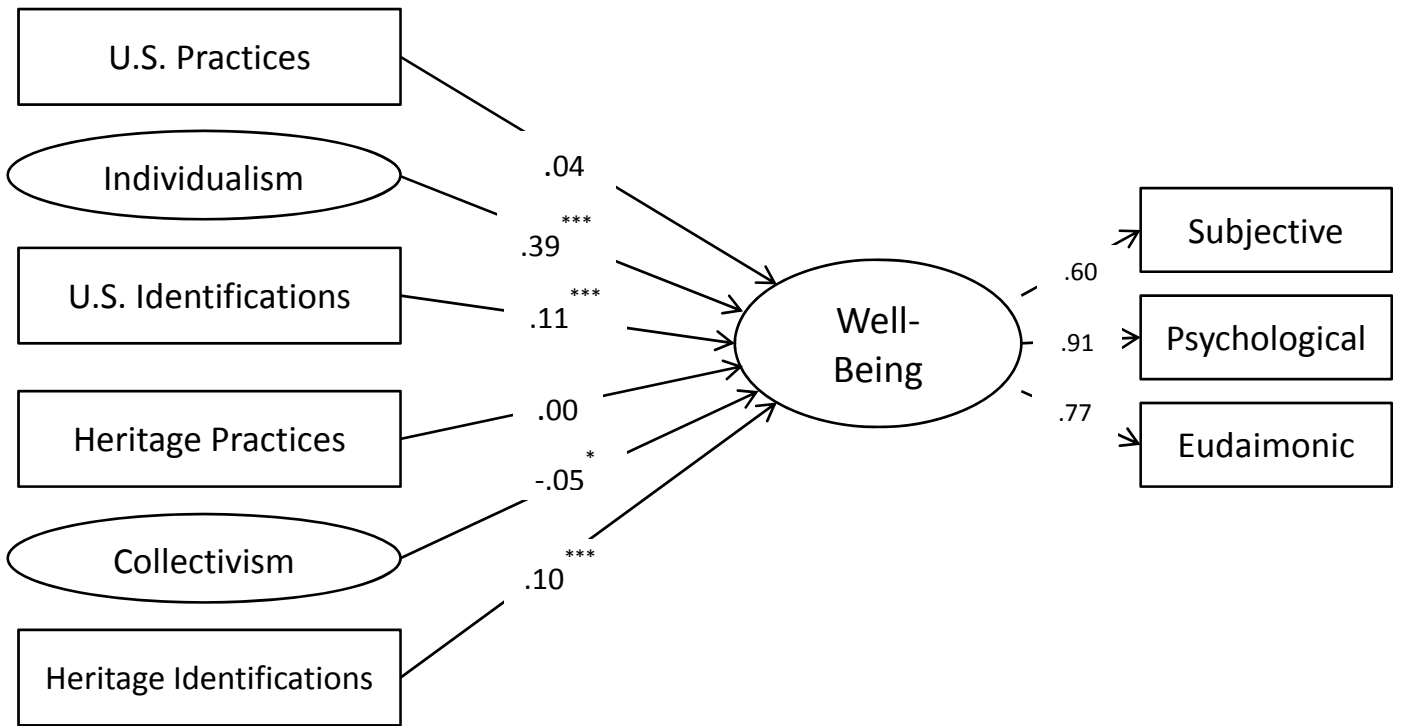 U.S. Practices
Individualism
U.S. Identifications
Heritage Practices
Collectivism
Heritage Identifications
.04
.39***
.11***
.00
-.05*
.10***
Well-
Being
.60
.91
.77
Subjective
Psychological
Eudaimonic